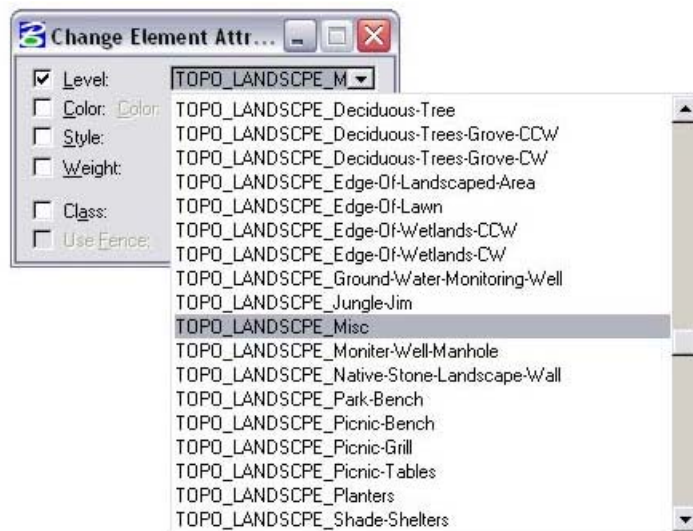 Change Element Attr...
Level: TOPO_LANDSCPE_M
Color: Color:
Style:
Weight:
Class:
Use Fence:
TOPO_LANDSCPE_Deciduous-Tree
TOPO_LANDSCPE_Deciduous-Trees-Grove-CCW
TOPO_LANDSCPE_Deciduous-Trees-Grove-CW
TOPO_LANDSCPE_Edge-Of-Landscaped-Area
TOPO_LANDSCPE_Edge-Of-Lawn
TOPO_LANDSCPE_Edge-Of-Wetlands-CCW
TOPO_LANDSCPE_Edge-Of-Wetlands-CW
TOPO_LANDSCPE_Ground-Water-Monitoring-Well
TOPO_LANDSCPE_Jungle-Jim
TOPO_LANDSCPE_Misc
TOPO_LANDSCPE_Moniter-Well-Manhole
TOPO_LANDSCPE_Native-Stone-Landscape-Wall
TOPO_LANDSCPE_Park-Bench
TOPO_LANDSCPE_Picnic-Bench
TOPO_LANDSCPE_Picnic-Grill
TOPO_LANDSCPE_Picnic-Tables
TOPO_LANDSCPE_Planters
TOPO_LANDSCPE_Shade-Shelters